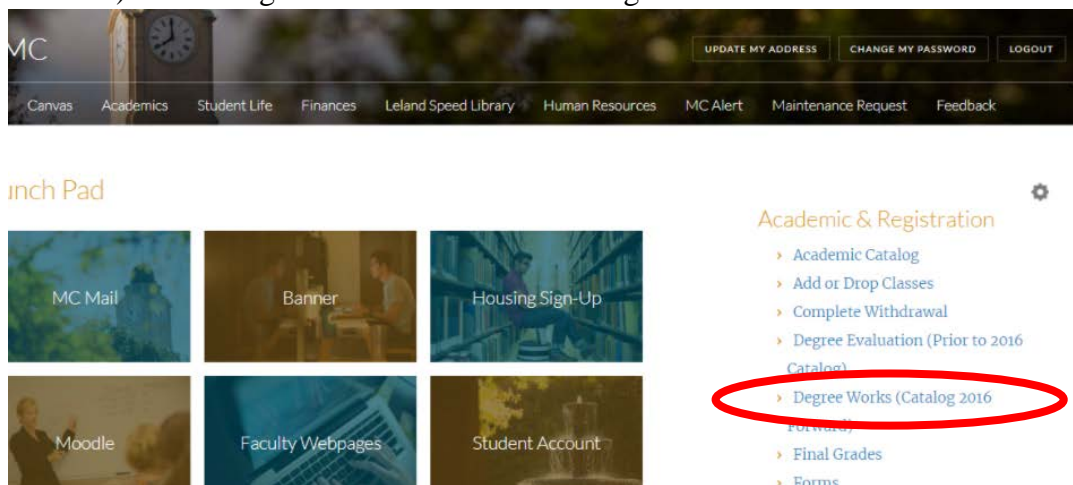 MC
UPDATE MY ADDRESS CHANGE MY PASSWORD LOGOUT
Canvas Academics Student Life Finances Leland Speed Library Human Resources MC Alert Maintenance Request Feedback
unch Pad
Academic & Registration
› Academic Catalog
› Add or Drop Classes
› Complete Withdrawal
› Degree Evaluation (Prior to 2016
Catalog)
› Degree Works (Catalog 2016
Forward)
› Final Grades
› Forms
MC Mail Banner Housing Sign-Up
Moodle Faculty Webpages Student Account